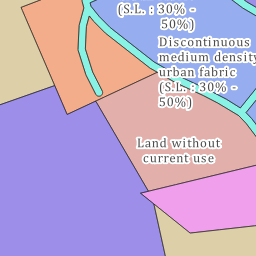 (S.L. : 30% -
50%)
Discontinuous
medium density
urban fabric
(S.L. : 30% -
50%)
Land without
current use